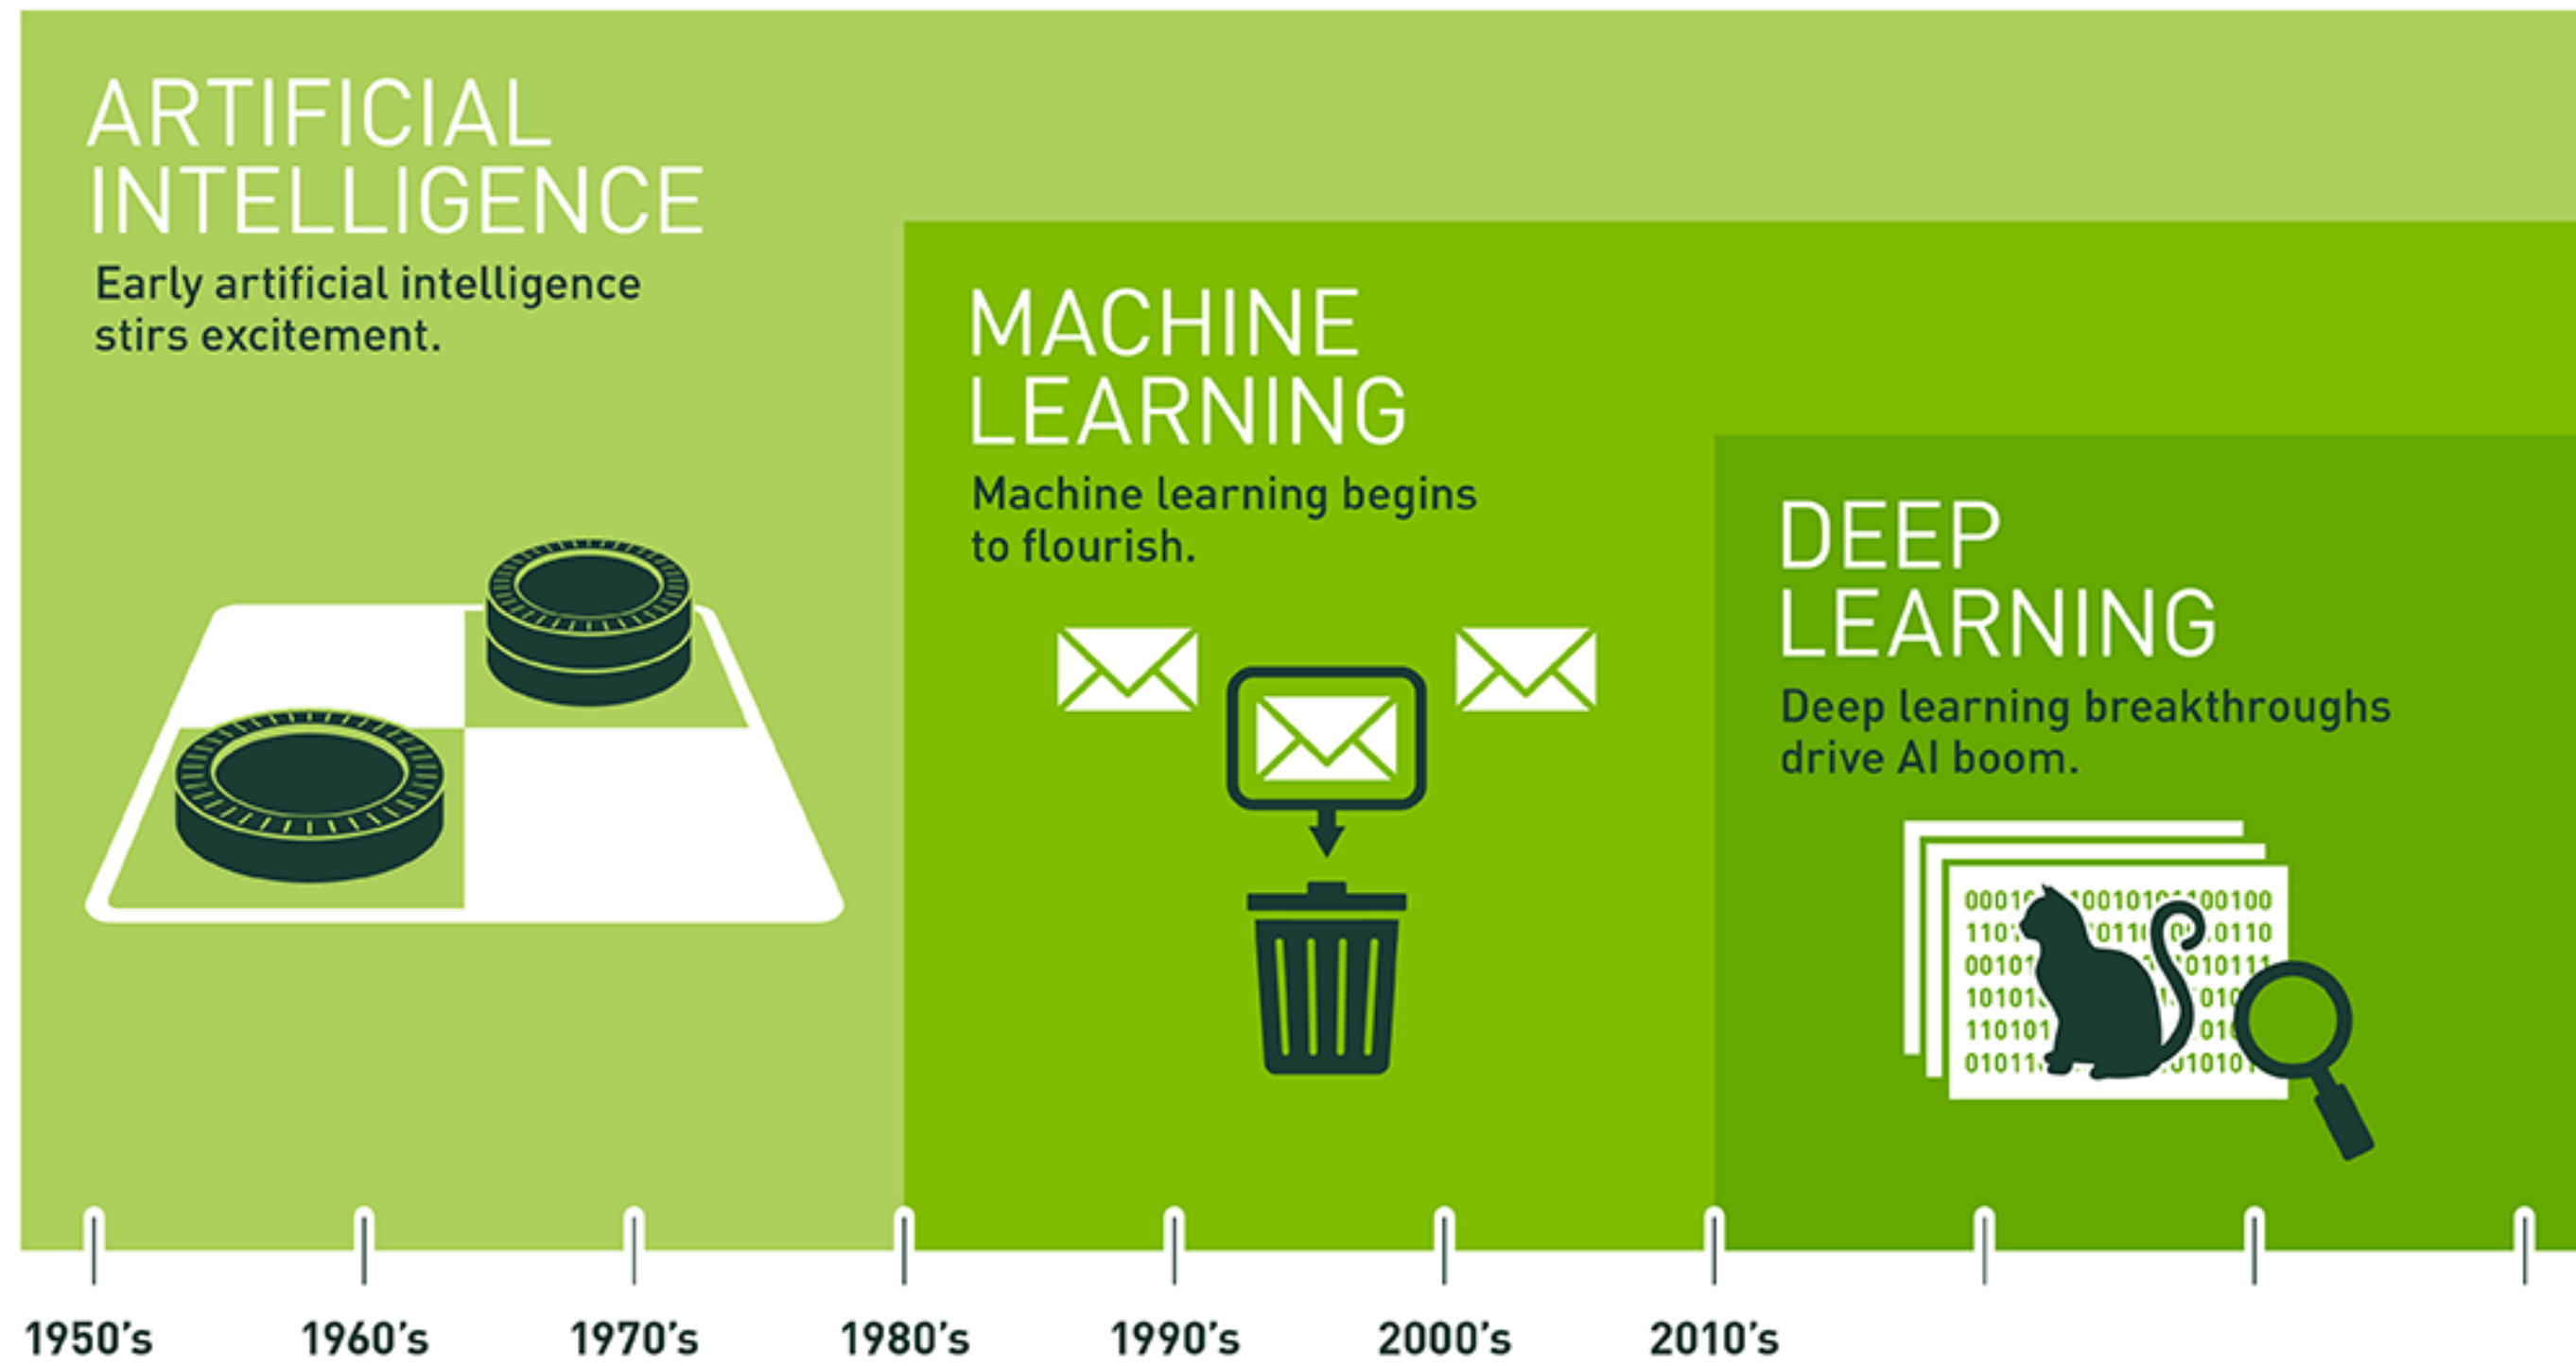 ARTIFICIAL
INTELLIGENCE
Early artificial intelligence
stirs excitement.
MACHINE
LEARNING
Machine learning begins
to flourish.
DEEP
LEARNING
Deep learning breakthroughs
drive AI boom.
1950's
1960's
1970's
1980's
1990's
2000's
2010's